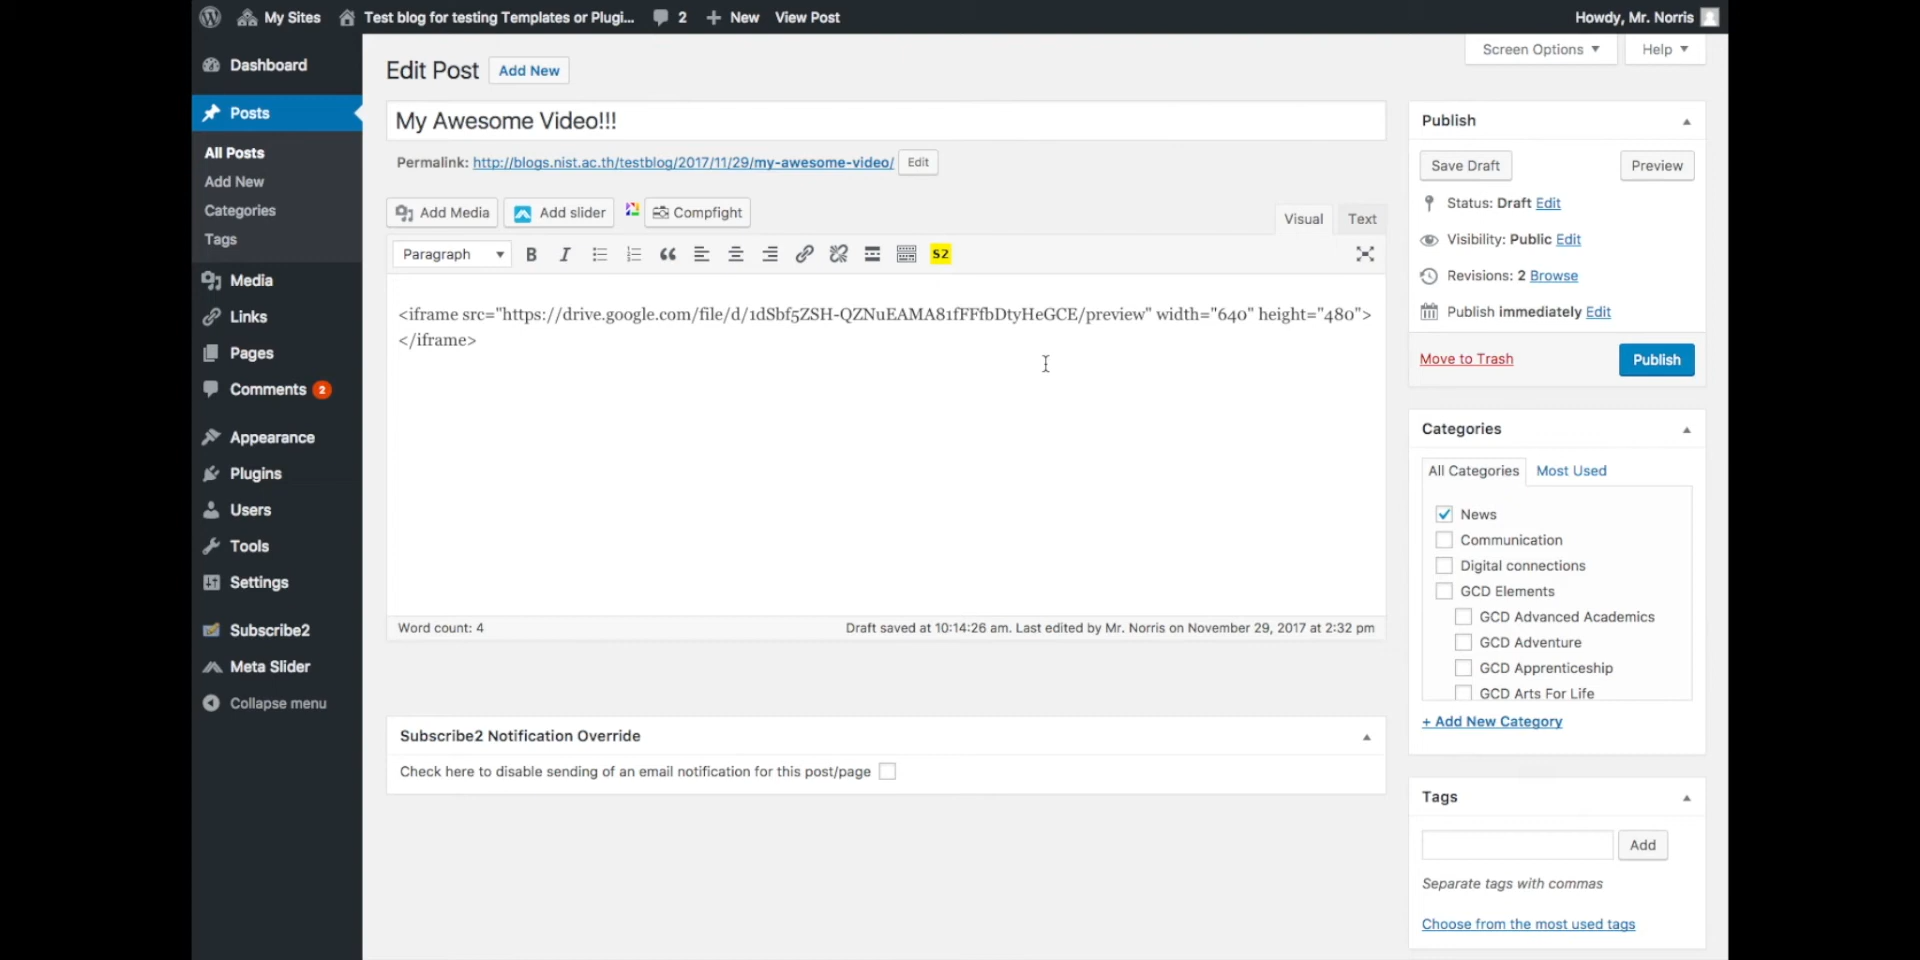 My Sites Test blog for testing Templates or Plugi... 2 New View Post Howdy, Mr. Norris
Screen Options Help
Dashboard
Posts
All Posts
Add New
Categories
Tags
Media
Links
Pages
Comments 2
Appearance
Plugins
Users
Tools
Settings
Subscribe2
Meta Slider
Collapse menu
Edit Post Add New
My Awesome Video!!!
Permalink: http://blogs.nist.ac.th/testblog/2017/11/29/my-awesome-video/ Edit
Add Media Add slider Compfight
Visual Text
Paragraph B I S2
<iframe src="https://drive.google.com/file/d/1dSbf5ZSH-QZNuEAMA81fFFfbDtyHeGCE/preview" width="640" height="480">
</iframe>
Word count: 4 Draft saved at 10:14:26 am. Last edited by Mr. Norris on November 29, 2017 at 2:32 pm
Subscribe2 Notification Override
Check here to disable sending of an email notification for this post/page
Publish
Save Draft Preview
Status: Draft Edit
Visibility: Public Edit
Revisions: 2 Browse
Publish immediately Edit
Move to Trash Publish
Categories
All Categories Most Used
News
Communication
Digital connections
GCD Elements
GCD Advanced Academics
GCD Adventure
GCD Apprenticeship
GCD Arts For Life
+ Add New Category
Tags
Add
Separate tags with commas
Choose from the most used tags